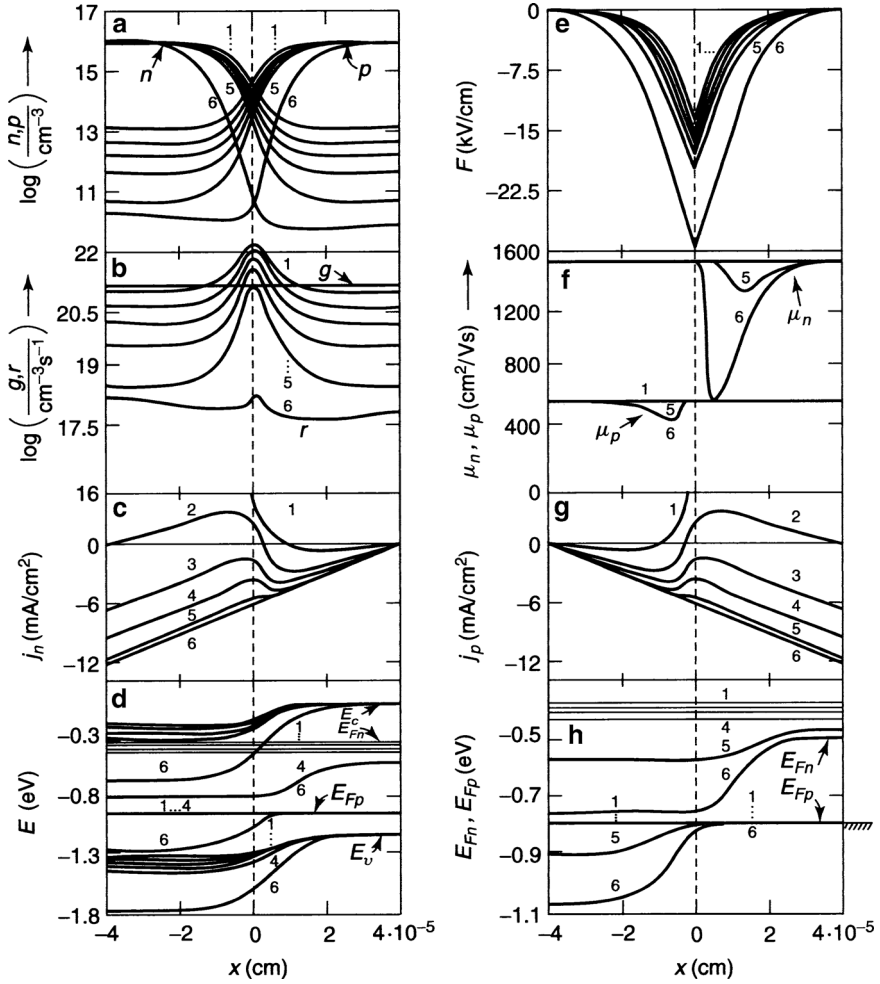 a
17
15
13
11
log (n,p / cm⁻³) →
n
p
1
1
5
5
6
6
b
22
20.5
19
17.5
log (g,r / cm⁻³s⁻¹) →
1
g
5
6
r
c
16
0
−6
−12
jn (mA/cm²)
1
2
3
4
5
6
d
−0.3
−0.8
−1.3
−1.8
E (eV)
Ec
EFn
1
6
4
6
1...4
EFp
6
1
4
Ev
6
−4
−2
0
2
4·10⁻⁵
x (cm)
e
0
−7.5
−15
−22.5
F (kV/cm)
1...
5
6
f
1600
1200
800
400
0
μn, μp (cm²/Vs) →
5
6
μn
1
5
6
μp
g
0
−6
−12
jp (mA/cm²)
1
2
3
4
5
6
h
−0.5
−0.7
−0.9
−1.1
EFn, EFp (eV)
1
4
5
6
EFn
EFp
1
1
5
6
6
−4
−2
0
2
4·10⁻⁵
x (cm)